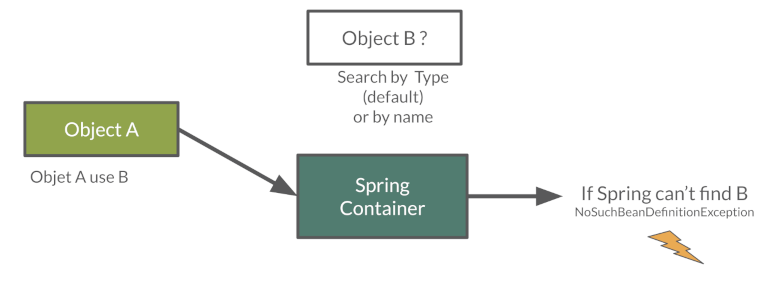 Object B ?
Search by Type
(default)
or by name
Object A
Objet A use B
Spring
Container
If Spring can't find B
NoSuchBeanDefinitionException